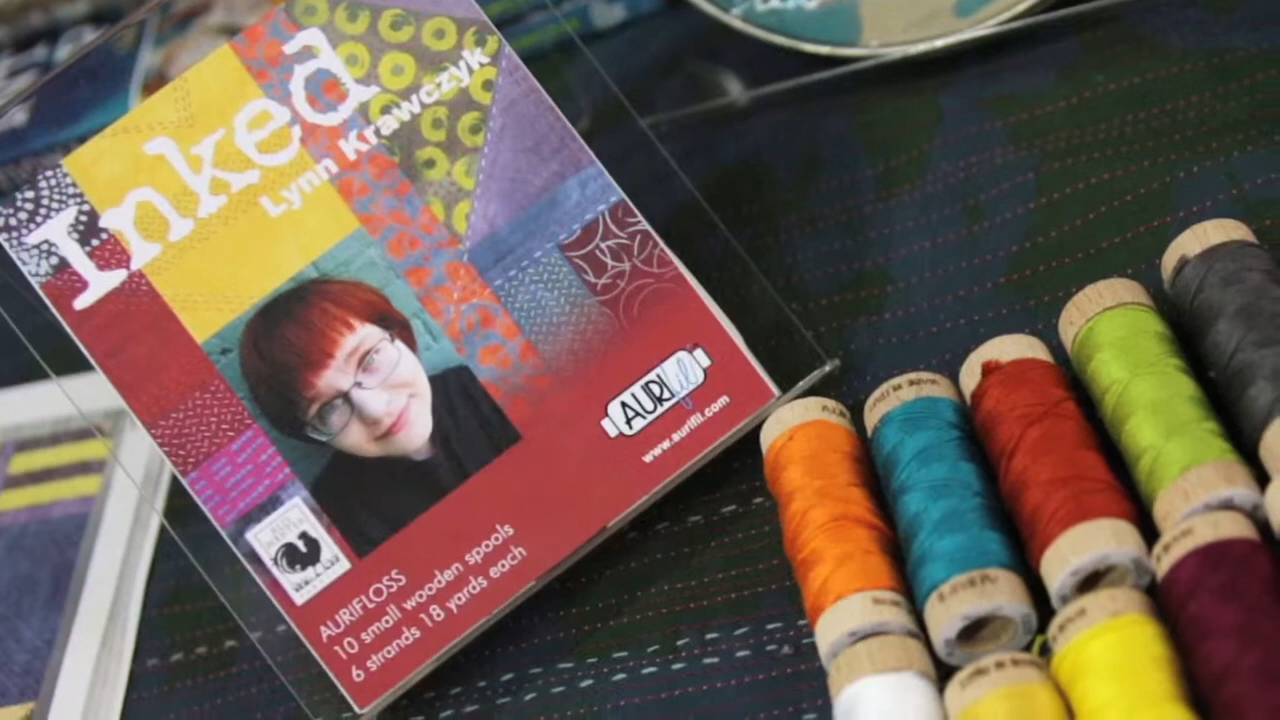 Inked
Lynn Krawczyk
AURIfil
www.aurifil.com
AURIFLOSS
10 small wooden spools
6 strands 18 yards each